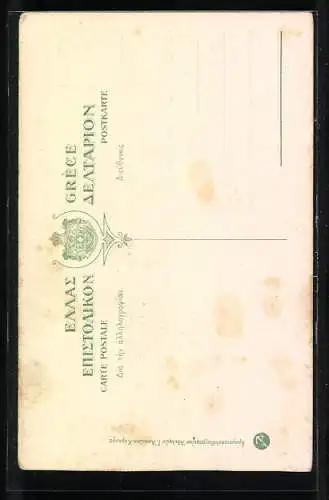 ΕΛΛΑΣ GRÈCE
ΕΠΙΣΤΟΛΙΚΟΝ ΔΕΛΤΑΡΙΟΝ
CARTE POSTALE POSTKARTE
Διὰ τὴν ἀλληλογραφίαν. Διεύθυνσις